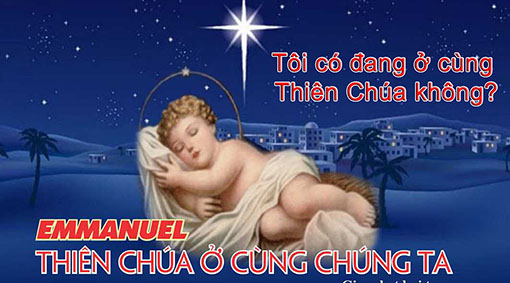 Tôi có đang ở cùng
Thiên Chúa không?
EMMANUEL
THIÊN CHÚA Ở CÙNG CHÚNG TA